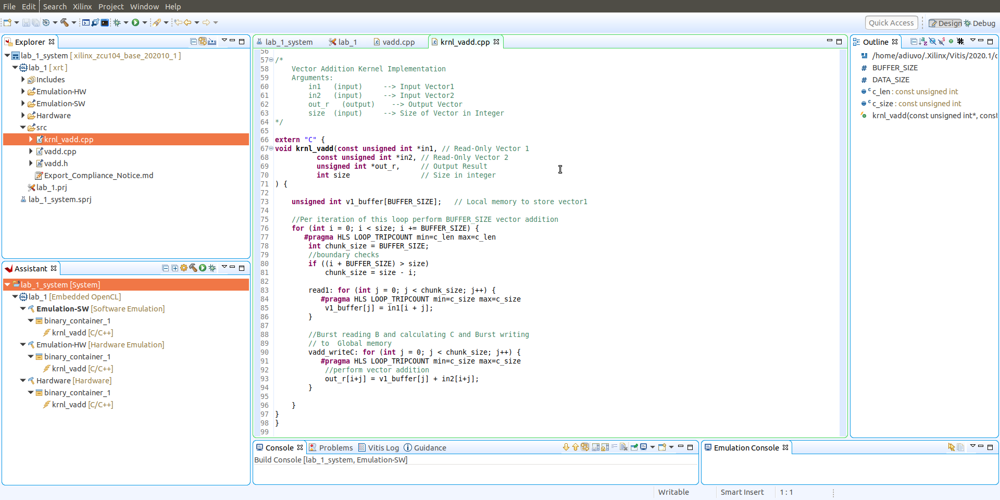 File Edit Search Xilinx Project Window Help
Quick Access Design Debug
Explorer
lab_1_system [ xilinx_zcu104_base_202010_1 ]
lab_1 [ xrt ]
Includes
Emulation-HW
Emulation-SW
Hardware
src
krnl_vadd.cpp
vadd.cpp
vadd.h
Export_Compliance_Notice.md
lab_1.prj
lab_1_system.sprj
Assistant
lab_1_system [System]
lab_1 [Embedded OpenCL]
Emulation-SW [Software Emulation]
binary_container_1
krnl_vadd [C/C++]
Emulation-HW [Hardware Emulation]
binary_container_1
krnl_vadd [C/C++]
Hardware [Hardware]
binary_container_1
krnl_vadd [C/C++]
lab_1_system lab_1 vadd.cpp krnl_vadd.cpp
56
57 /*
58     Vector Addition Kernel Implementation
59     Arguments:
60         in1   (input)     --> Input Vector1
61         in2   (input)     --> Input Vector2
62         out_r   (output)    --> Output Vector
63         size  (input)     --> Size of Vector in Integer
64 */
65
66 extern "C" {
67 void krnl_vadd(const unsigned int *in1, // Read-Only Vector 1
68           const unsigned int *in2, // Read-Only Vector 2
69           unsigned int *out_r,     // Output Result
70           int size                 // Size in integer
71 ) {
72
73     unsigned int v1_buffer[BUFFER_SIZE];   // Local memory to store vector1
74
75     //Per iteration of this loop perform BUFFER_SIZE vector addition
76     for (int i = 0; i < size; i += BUFFER_SIZE) {
77        #pragma HLS LOOP_TRIPCOUNT min=c_len max=c_len
78         int chunk_size = BUFFER_SIZE;
79         //boundary checks
80         if ((i + BUFFER_SIZE) > size)
81             chunk_size = size - i;
82
83         read1: for (int j = 0; j < chunk_size; j++) {
84            #pragma HLS LOOP_TRIPCOUNT min=c_size max=c_size
85             v1_buffer[j] = in1[i + j];
86         }
87
88         //Burst reading B and calculating C and Burst writing
89         // to  Global memory
90         vadd_writeC: for (int j = 0; j < chunk_size; j++) {
91            #pragma HLS LOOP_TRIPCOUNT min=c_size max=c_size
92             //perform vector addition
93             out_r[i+j] = v1_buffer[j] + in2[i+j];
94         }
95
96     }
97 }
98 }
99
Outline
/home/adiuvo/.Xilinx/Vitis/2020.1/c
BUFFER_SIZE
DATA_SIZE
c_len : const unsigned int
c_size : const unsigned int
krnl_vadd(const unsigned int*, const
Console Problems Vitis Log Guidance
Build Console [lab_1_system, Emulation-SW]
Emulation Console
Writable Smart Insert 1 : 1